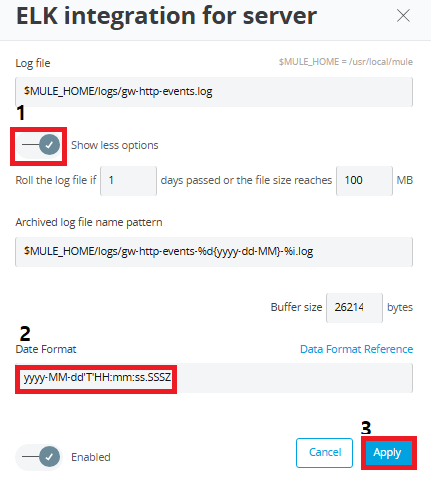 ELK integration for server
Log file $MULE_HOME = /usr/local/mule
$MULE_HOME/logs/gw-http-events.log
1
Show less options
Roll the log file if 1 days passed or the file size reaches 100 MB
Archived log file name pattern
$MULE_HOME/logs/gw-http-events-%d{yyyy-dd-MM}-%i.log
Buffer size 26214 bytes
2
Date Format Data Format Reference
yyyy-MM-dd'T'HH:mm:ss.SSSZ
3
Enabled Cancel Apply